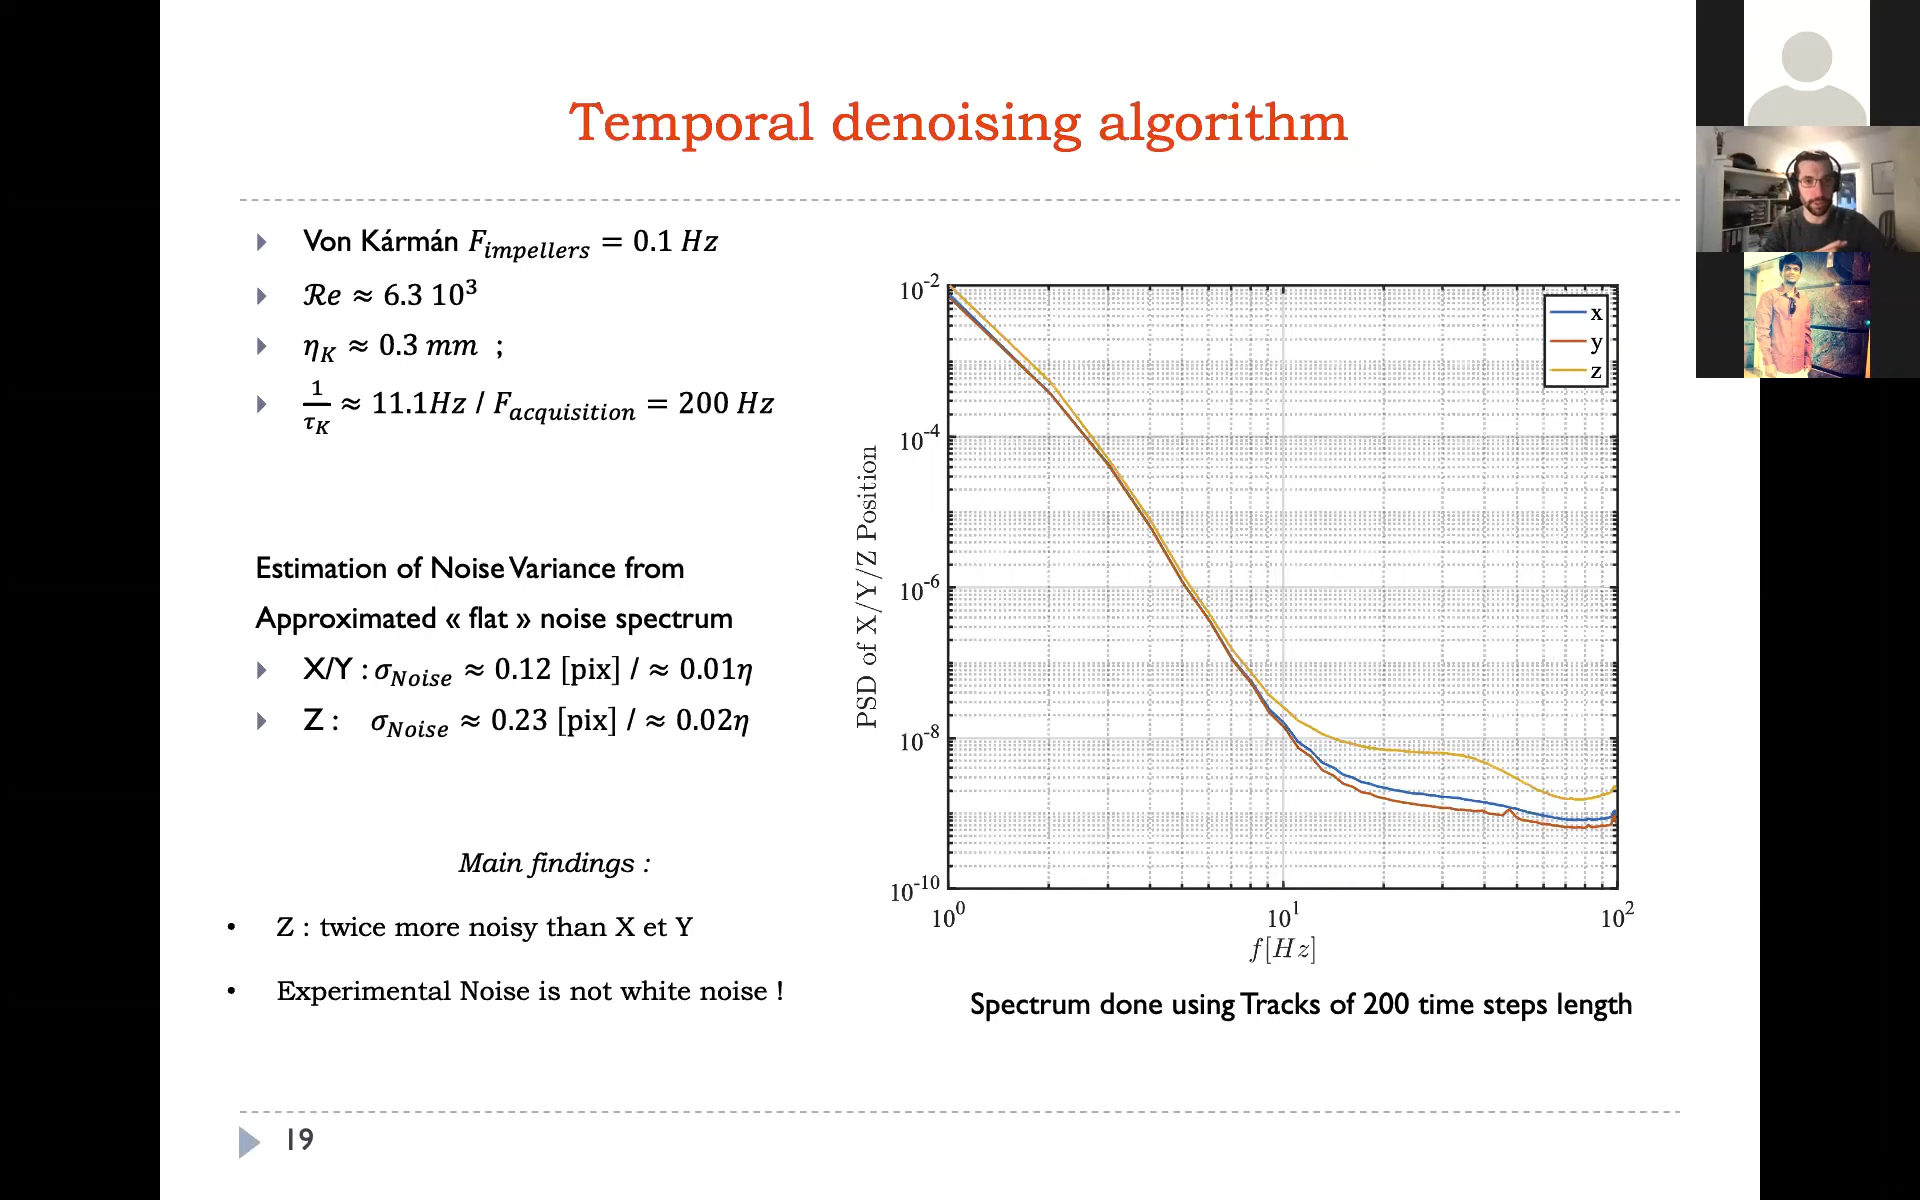 Temporal denoising algorithm
Von Kármán F_impellers = 0.1 Hz
ℛe ≈ 6.3 10³
η_K ≈ 0.3 mm ;
1/τ_K ≈ 11.1Hz / F_acquisition = 200 Hz
Estimation of Noise Variance from
Approximated « flat » noise spectrum
X/Y : σ_Noise ≈ 0.12 [pix] / ≈ 0.01η
Z : σ_Noise ≈ 0.23 [pix] / ≈ 0.02η
Main findings :
• Z : twice more noisy than X et Y
• Experimental Noise is not white noise !
PSD of X/Y/Z Position
10⁻²
10⁻⁴
10⁻⁶
10⁻⁸
10⁻¹⁰
x
y
z
10⁰ 10¹ 10²
f[Hz]
Spectrum done using Tracks of 200 time steps length
19